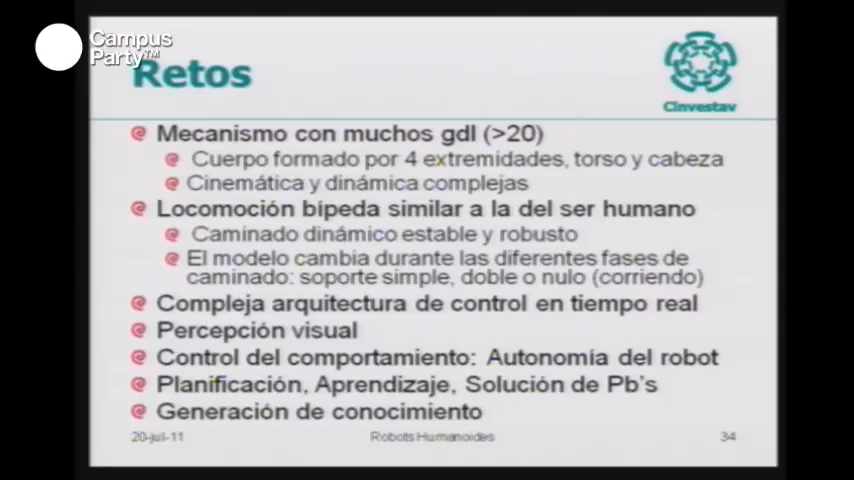 Campus
Party™
Retos
Cinvestav
Mecanismo con muchos gdl (>20)
Cuerpo formado por 4 extremidades, torso y cabeza
Cinemática y dinámica complejas
Locomoción bípeda similar a la del ser humano
Caminado dinámico estable y robusto
El modelo cambia durante las diferentes fases de
caminado: soporte simple, doble o nulo (corriendo)
Compleja arquitectura de control en tiempo real
Percepción visual
Control del comportamiento: Autonomía del robot
Planificación, Aprendizaje, Solución de Pb's
Generación de conocimiento
20-jul-11
Robots Humanoides
34